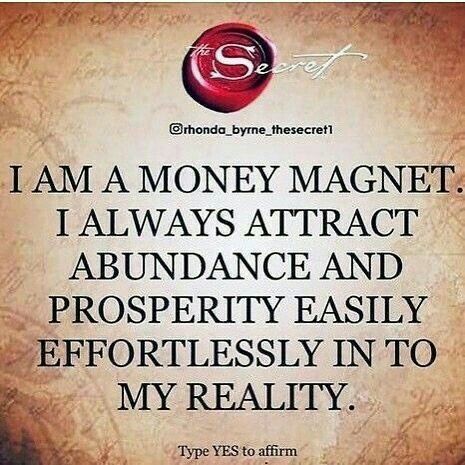 the Secret
@rhonda_byrne_thesecret1
I AM A MONEY MAGNET.
I ALWAYS ATTRACT
ABUNDANCE AND
PROSPERITY EASILY
EFFORTLESSLY IN TO
MY REALITY.
Type YES to affirm